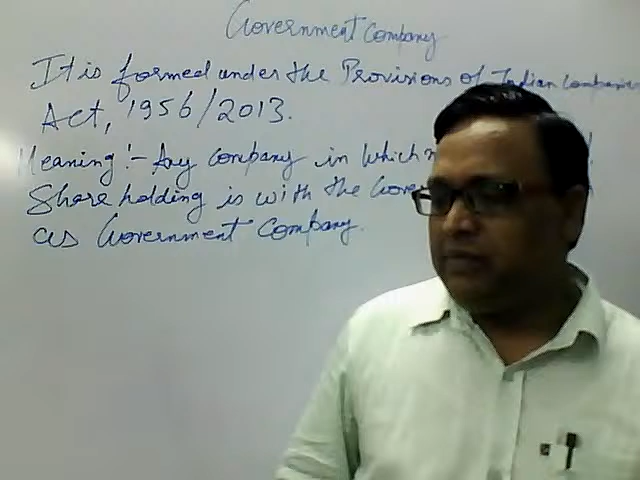 Government Company
It is formed under the Provisions of Indian Companies
Act, 1956/2013.
Meaning:- Any company in which
Share holding is with the
as Government Company.